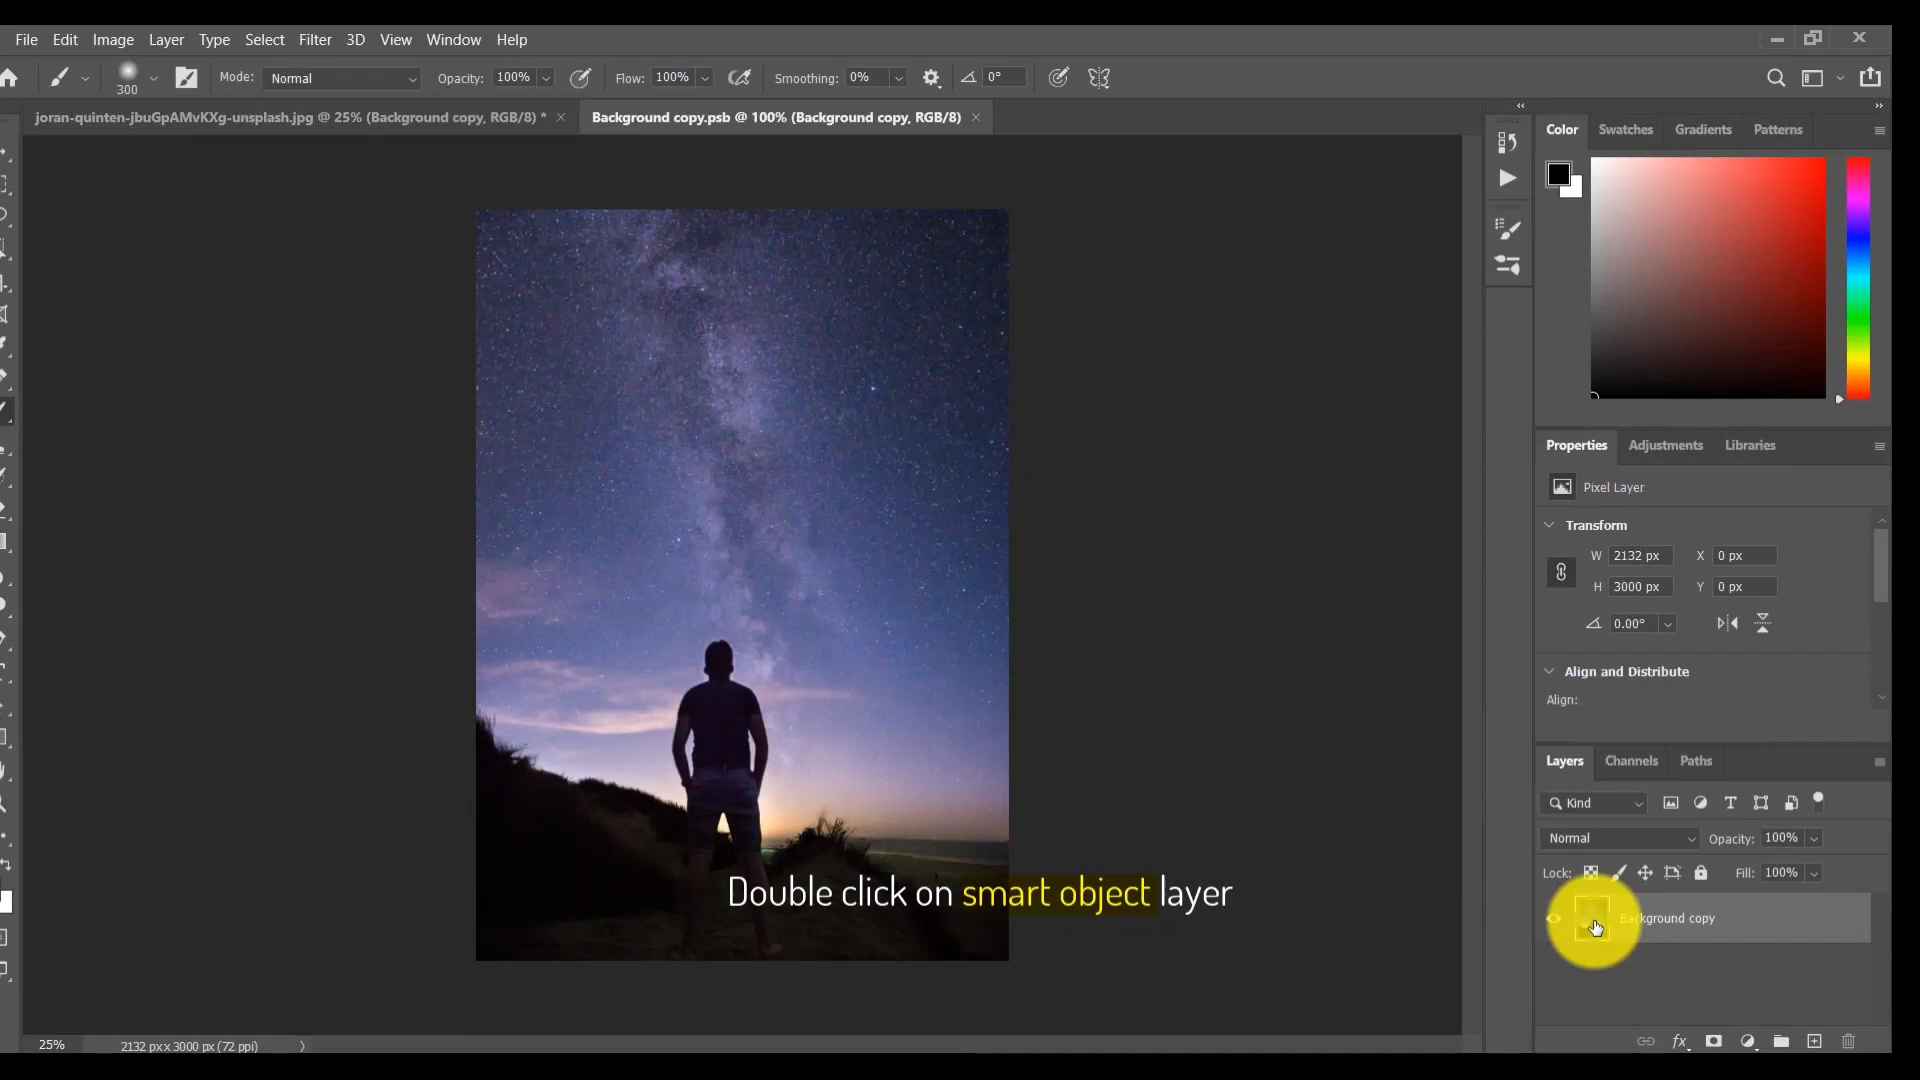 File Edit Image Layer Type Select Filter 3D View Window Help
300 Mode: Normal Opacity: 100% Flow: 100% Smoothing: 0% 0°
joran-quinten-jbuGpAMvKXg-unsplash.jpg @ 25% (Background copy, RGB/8) * Background copy.psb @ 100% (Background copy, RGB/8)
Color Swatches Gradients Patterns
Properties Adjustments Libraries
Pixel Layer
Transform
W 2132 px X 0 px
H 3000 px Y 0 px
0.00°
Align and Distribute
Align:
Layers Channels Paths
Kind
Normal Opacity: 100%
Lock: Fill: 100%
Background copy
Double click on smart object layer
fx
25% 2132 px x 3000 px (72 ppi)